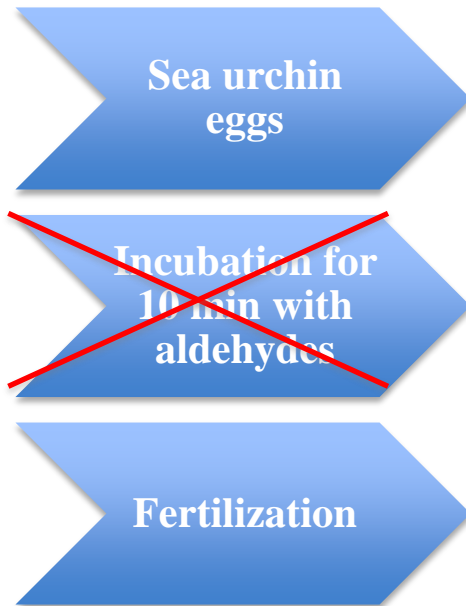 Sea urchin
eggs
Incubation for
10 min with
aldehydes
Fertilization